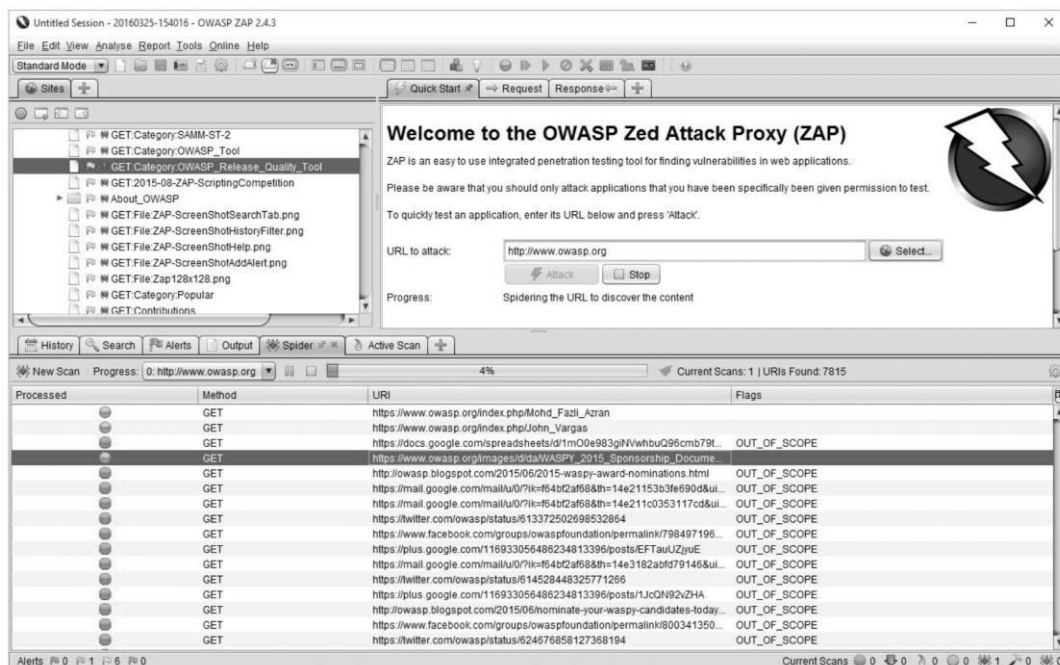 Untitled Session - 20160325-154016 - OWASP ZAP 2.4.3
File Edit View Analyse Report Tools Online Help
Standard Mode
Sites
Quick Start
Request
Response
GET:Category:SAMM-ST-2
GET:Category:OWASP_Tool
GET:Category:OWASP_Release_Quality_Tool
GET:2015-08-ZAP-ScriptingCompetition
About_OWASP
GET:File:ZAP-ScreenShotSearchTab.png
GET:File:ZAP-ScreenShotHistoryFilter.png
GET:File:ZAP-ScreenShotHelp.png
GET:File:ZAP-ScreenShotAddAlert.png
GET:File:Zap128x128.png
GET:Category:Popular
GET:Contributions
Welcome to the OWASP Zed Attack Proxy (ZAP)
ZAP is an easy to use integrated penetration testing tool for finding vulnerabilities in web applications.
Please be aware that you should only attack applications that you have been specifically been given permission to test.
To quickly test an application, enter its URL below and press 'Attack'.
URL to attack: http://www.owasp.org Select...
Attack Stop
Progress: Spidering the URL to discover the content
History Search Alerts Output Spider Active Scan
New Scan Progress: 0: http://www.owasp.org 4% Current Scans: 1 | URIs Found: 7815
Processed Method URI Flags
GET https://www.owasp.org/index.php/Mohd_Fazli_Azran
GET https://www.owasp.org/index.php/John_Vargas
GET https://docs.google.com/spreadsheets/d/1mO0e983giNVwhbuQ96cmb79t... OUT_OF_SCOPE
GET https://www.owasp.org/images/d/da/WASPY_2015_Sponsorship_Docume...
GET http://owasp.blogspot.com/2015/06/2015-waspy-award-nominations.html OUT_OF_SCOPE
GET https://mail.google.com/mail/u/0/?ik=f64bf2af68&th=14e21153b3fe690d&ui... OUT_OF_SCOPE
GET https://mail.google.com/mail/u/0/?ik=f64bf2af68&th=14e211c0353117cd&ui... OUT_OF_SCOPE
GET https://twitter.com/owasp/status/613372502698532864 OUT_OF_SCOPE
GET https://www.facebook.com/groups/owaspfoundation/permalink/798497196... OUT_OF_SCOPE
GET https://plus.google.com/116933056486234813396/posts/EFTauUZjyuE OUT_OF_SCOPE
GET https://mail.google.com/mail/u/0/?ik=f64bf2af68&th=14e3182abfd79146&ui... OUT_OF_SCOPE
GET https://twitter.com/owasp/status/614528448325771266 OUT_OF_SCOPE
GET https://plus.google.com/116933056486234813396/posts/1JcQN92vZHA OUT_OF_SCOPE
GET http://owasp.blogspot.com/2015/06/nominate-your-waspy-candidates-today... OUT_OF_SCOPE
GET https://www.facebook.com/groups/owaspfoundation/permalink/800341350... OUT_OF_SCOPE
GET https://twitter.com/owasp/status/624676858127368194 OUT_OF_SCOPE
Alerts 0 1 6 0 Current Scans 0 0 0 0 1 0